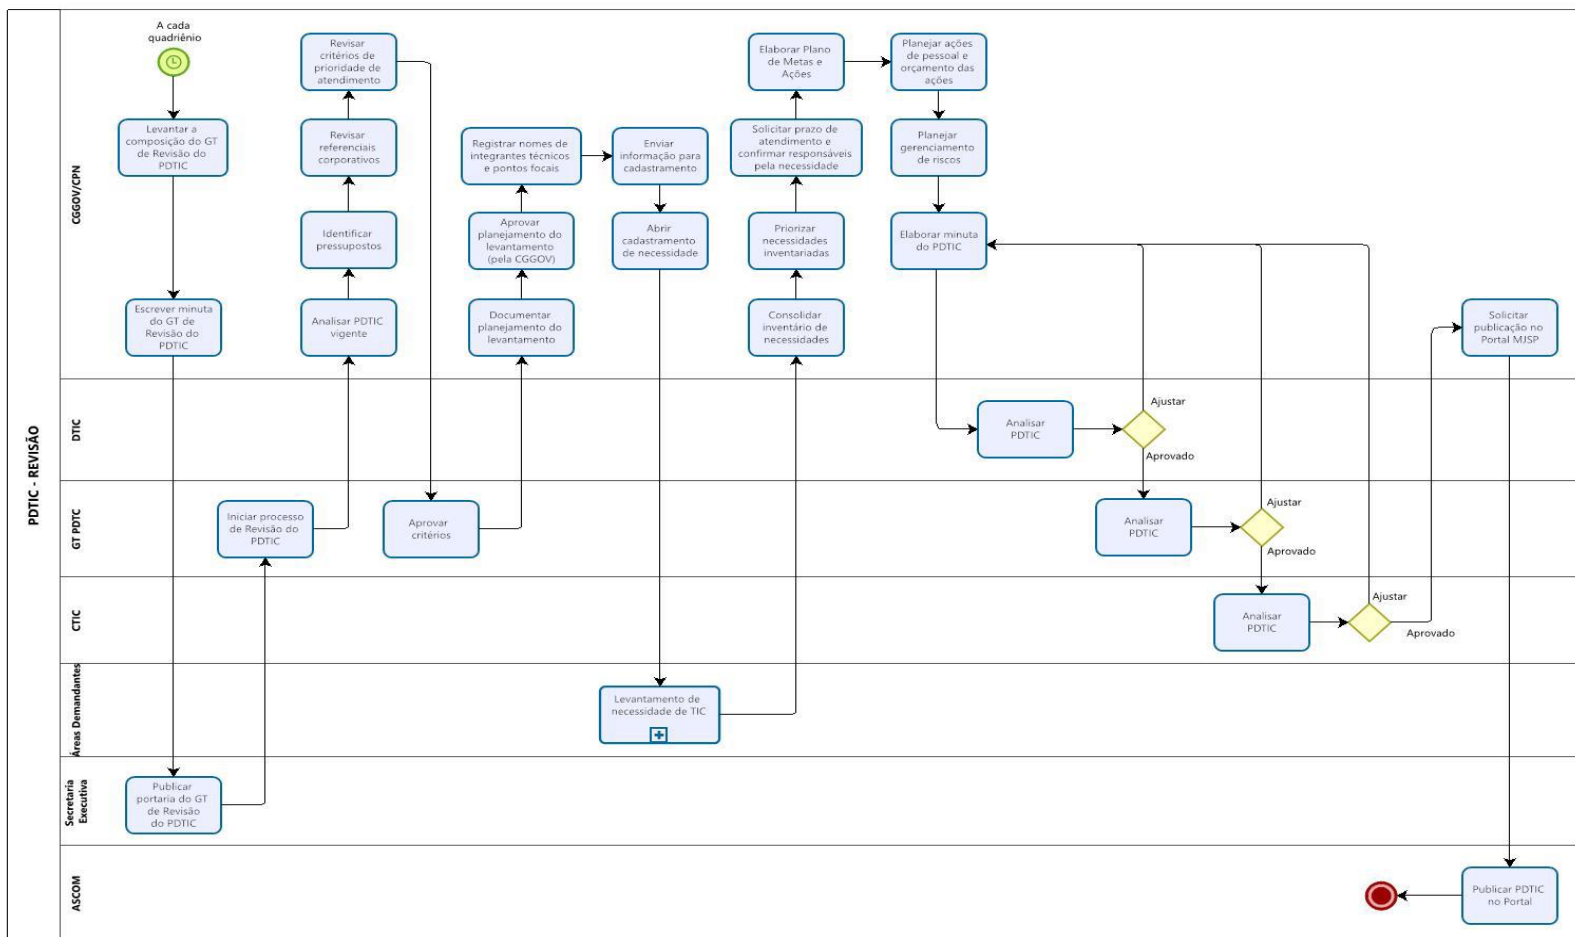 PDTIC - REVISÃO
CGGOV/CPN
A cada
quadriênio
Levantar a
composição do GT
de Revisão do
PDTIC
Escrever minuta
do GT de
Revisão do
PDTIC
Revisar
critérios de
prioridade de
atendimento
Revisar
referenciais
corporativos
Identificar
pressupostos
Analisar PDTIC
vigente
Registrar nomes de
integrantes técnicos
e pontos focais
Aprovar
planejamento do
levantamento
(pela CGGOV)
Documentar
planejamento do
levantamento
Enviar
informação para
cadastramento
Abrir
cadastramento
de necessidade
Elaborar Plano
de Metas e
Ações
Solicitar prazo de
atendimento e
confirmar responsáveis
pela necessidade
Priorizar
necessidades
inventariadas
Consolidar
inventário de
necessidades
Planejar ações
de pessoal e
orçamento das
ações
Planejar
gerenciamento
de riscos
Elaborar minuta
do PDTIC
Solicitar
publicação no
Portal MJSP
DTIC
Analisar
PDTIC
Ajustar
Aprovado
GT PDTC
Iniciar processo
de Revisão do
PDTIC
Aprovar
critérios
Analisar
PDTIC
Ajustar
Aprovado
CTIC
Analisar
PDTIC
Ajustar
Aprovado
Áreas Demandantes
Levantamento de
necessidade de TIC
Secretaria
Executiva
Publicar
portaria do GT
de Revisão
do PDTIC
ASCOM
Publicar PDTIC
no Portal